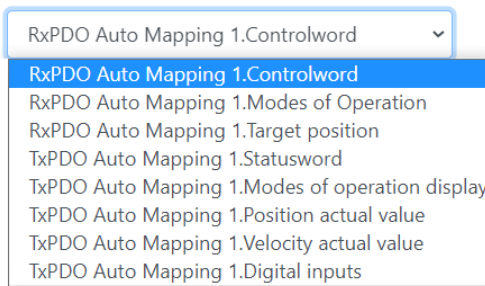 RxPDO Auto Mapping 1.Controlword
RxPDO Auto Mapping 1.Controlword
RxPDO Auto Mapping 1.Modes of Operation
RxPDO Auto Mapping 1.Target position
TxPDO Auto Mapping 1.Statusword
TxPDO Auto Mapping 1.Modes of operation display
TxPDO Auto Mapping 1.Position actual value
TxPDO Auto Mapping 1.Velocity actual value
TxPDO Auto Mapping 1.Digital inputs